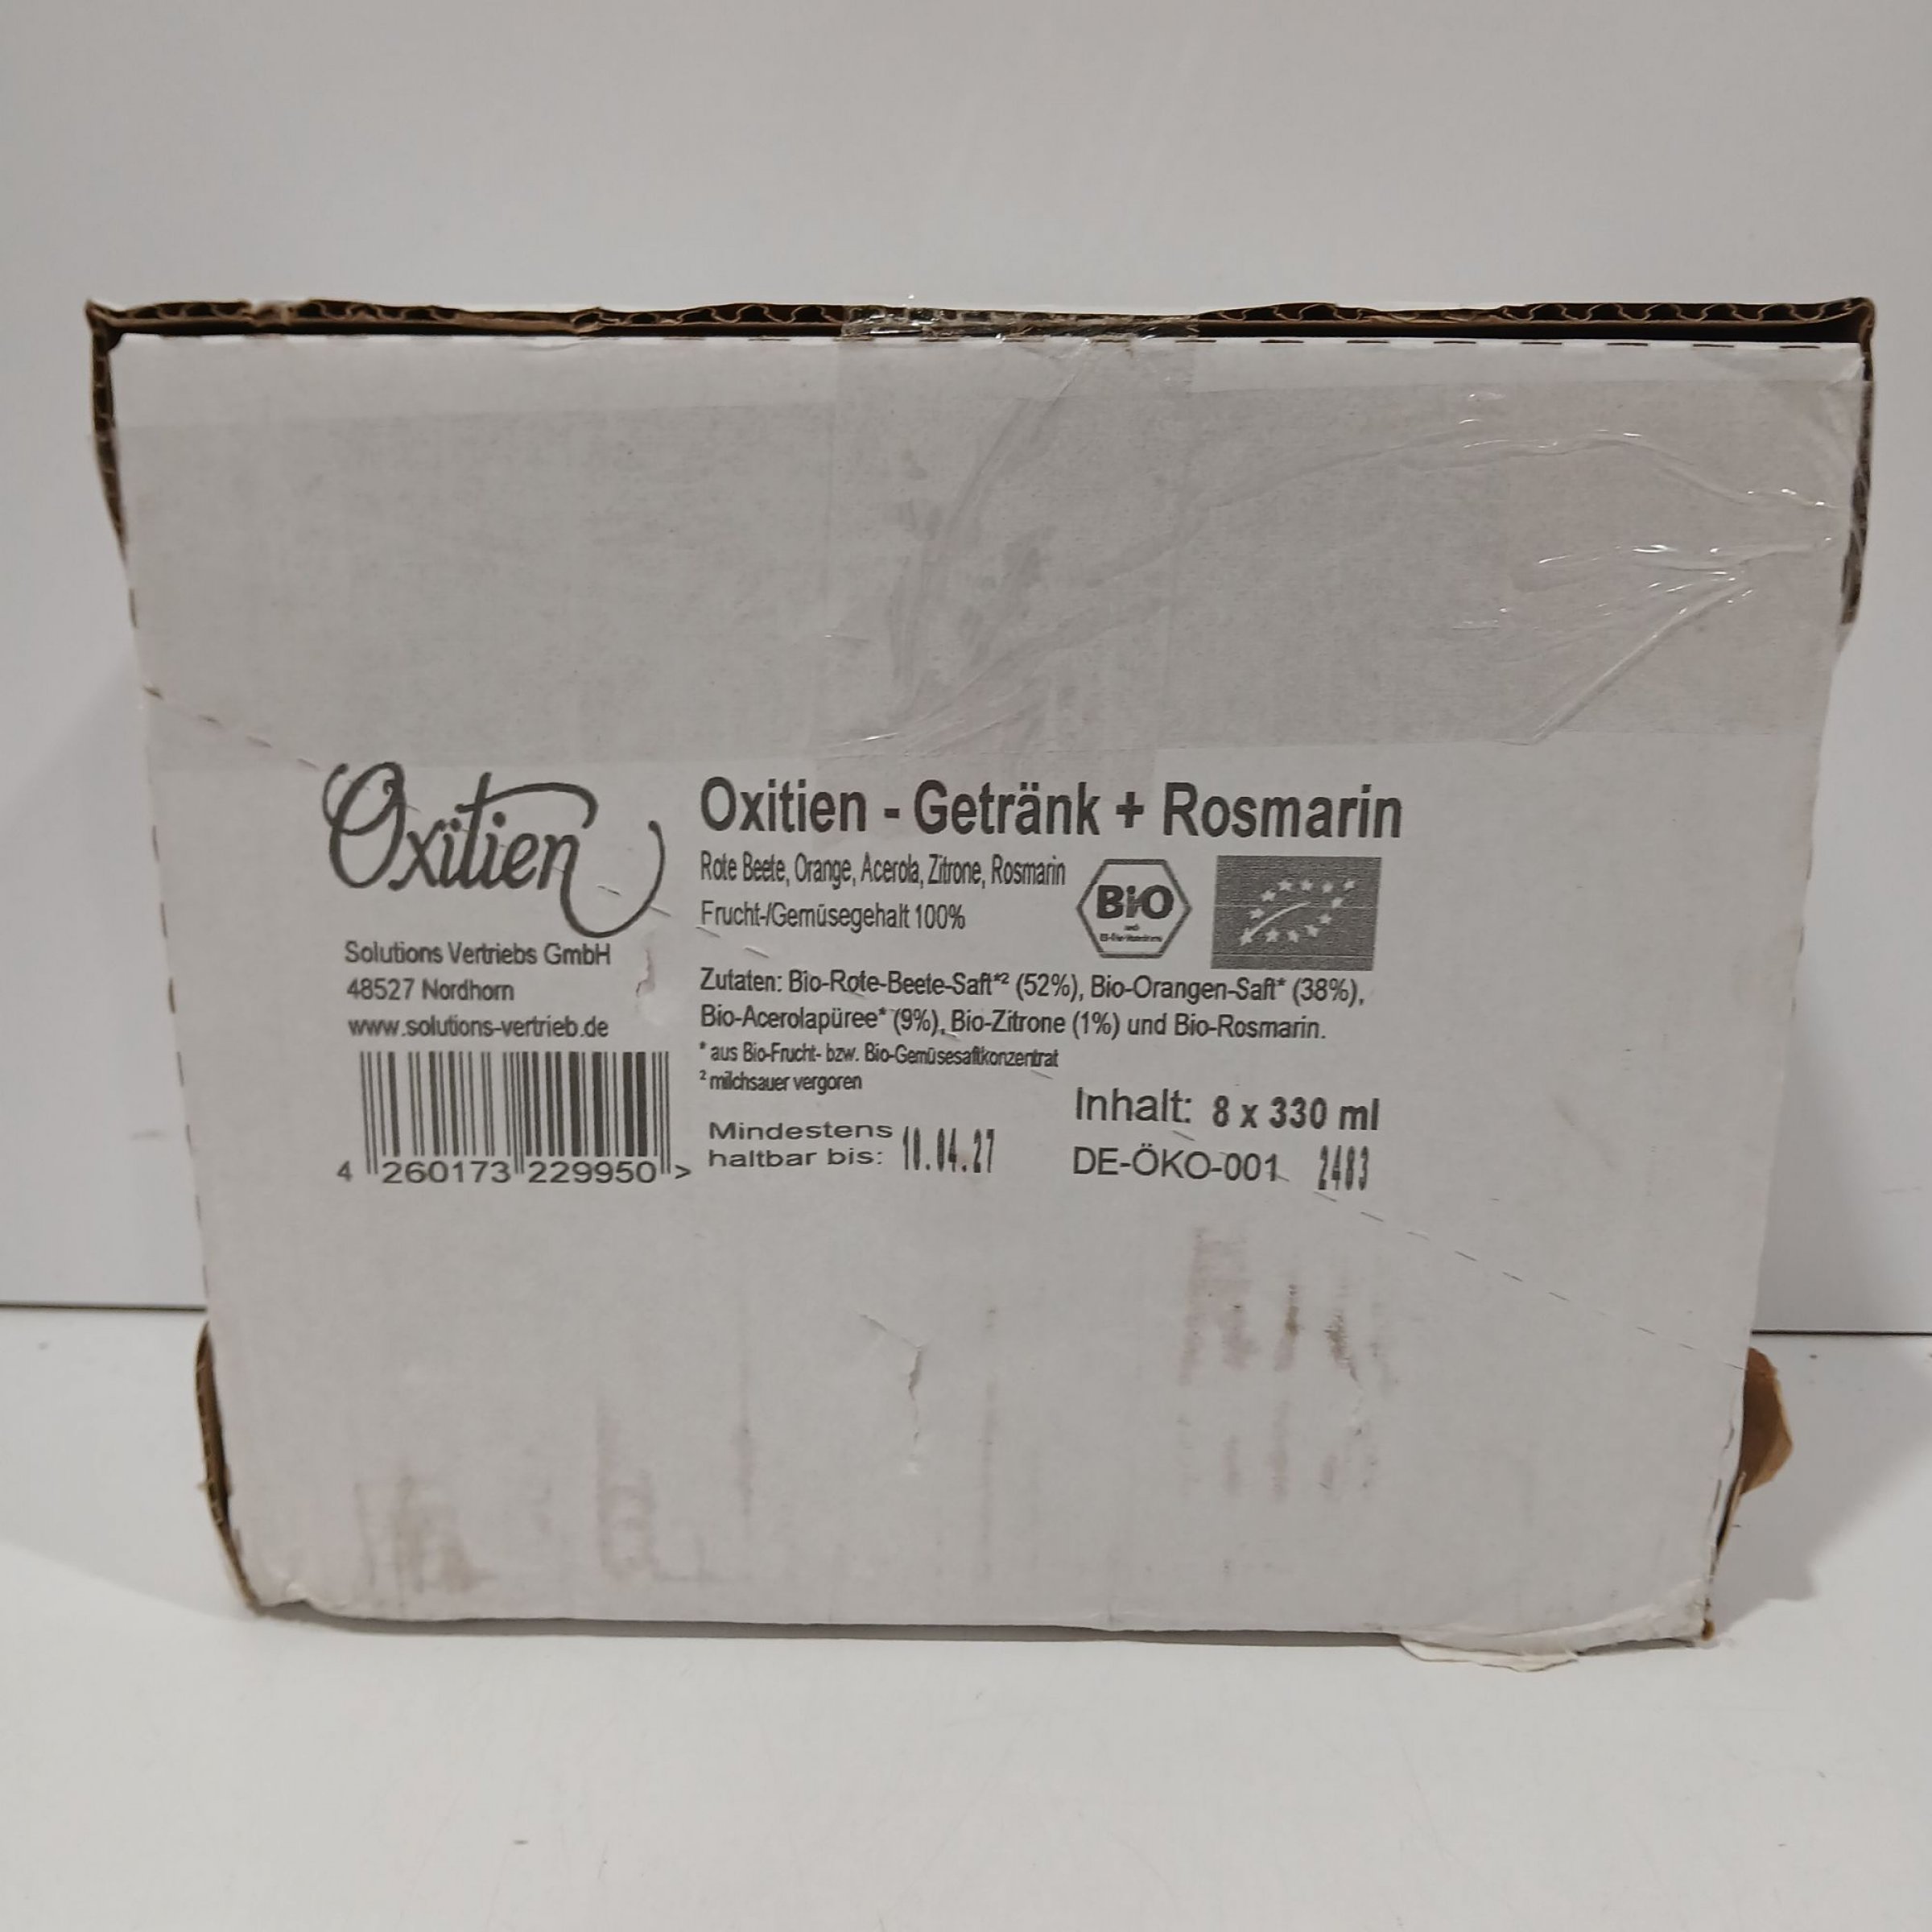 Oxitien
Solutions Vertriebs GmbH
48527 Nordhorn
www.solutions-vertrieb.de
4 260173 229950 >
Oxitien - Getränk + Rosmarin
Rote Beete, Orange, Acerola, Zitrone, Rosmarin
Frucht-/Gemüsegehalt 100%
Bio
Zutaten: Bio-Rote-Beete-Saft*² (52%), Bio-Orangen-Saft* (38%),
Bio-Acerolapüree* (9%), Bio-Zitrone (1%) und Bio-Rosmarin.
* aus Bio-Frucht- bzw. Bio-Gemüsesaftkonzentrat
² milchsauer vergoren
Mindestens
haltbar bis: 10.04.27
Inhalt: 8 x 330 ml
DE-ÖKO-001 2483